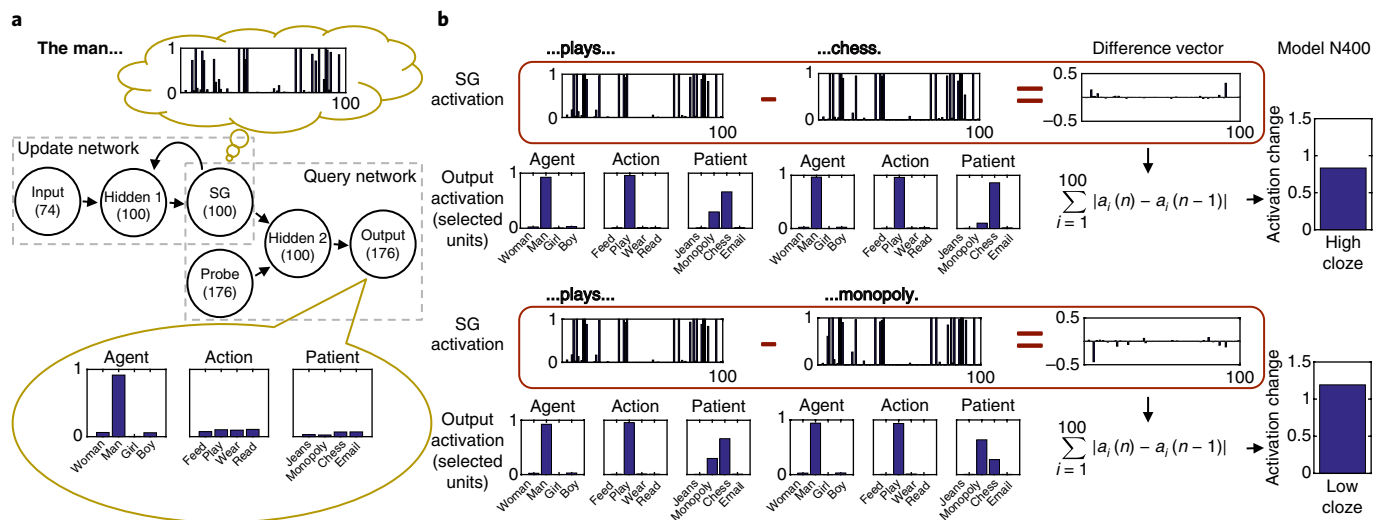 a
The man...
1
0
100
Update network
Query network
Input
(74)
Hidden 1
(100)
SG
(100)
Hidden 2
(100)
Output
(176)
Probe
(176)
Agent
Action
Patient
1
0
Woman
Man
Girl
Boy
Feed
Play
Wear
Read
Jeans
Monopoly
Chess
Email
b
...plays...
...chess.
Difference vector
Model N400
SG
activation
1
0
100
1
0
100
0.5
−0.5
100
Output
activation
(selected
units)
Agent
Action
Patient
Agent
Action
Patient
1
0
Woman
Man
Girl
Boy
Feed
Play
Wear
Read
Jeans
Monopoly
Chess
Email
Woman
Man
Girl
Boy
Feed
Play
Wear
Read
Jeans
Monopoly
Chess
Email
100
∑ |a_i (n) − a_i (n − 1)|
i = 1
Activation change
1.5
1
0.5
0
High
cloze
...plays...
...monopoly.
SG
activation
1
0
100
1
0
100
0.5
−0.5
100
Output
activation
(selected
units)
Agent
Action
Patient
Agent
Action
Patient
1
0
Woman
Man
Girl
Boy
Feed
Play
Wear
Read
Jeans
Monopoly
Chess
Email
Woman
Man
Girl
Boy
Feed
Play
Wear
Read
Jeans
Monopoly
Chess
Email
100
∑ |a_i (n) − a_i (n − 1)|
i = 1
Activation change
1.5
1
0.5
0
Low
cloze